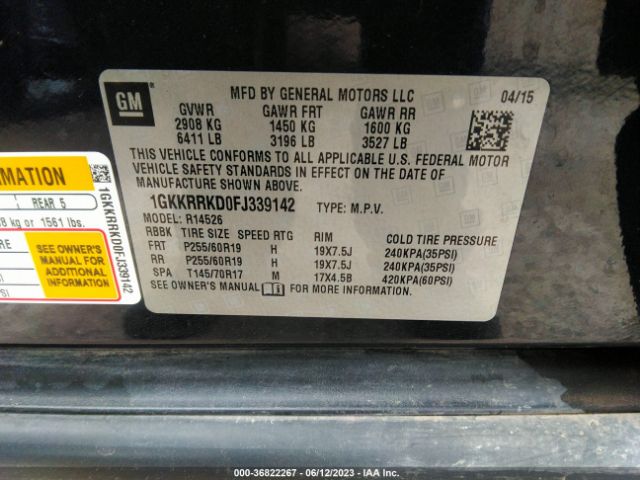 GM
MFD BY GENERAL MOTORS LLC
04/15
GVWR GAWR FRT GAWR RR
2908 KG 1450 KG 1600 KG
6411 LB 3196 LB 3527 LB
THIS VEHICLE CONFORMS TO ALL APPLICABLE U.S. FEDERAL MOTOR
VEHICLE SAFETY STANDARDS IN EFFECT ON THE DATE OF
MANUFACTURE SHOWN ABOVE.
1GKKRRKD0FJ339142 TYPE: M.P.V.
MODEL: R14526
RBBK TIRE SIZE SPEED RTG RIM COLD TIRE PRESSURE
FRT P255/60R19 H 19X7.5J 240KPA(35PSI)
RR P255/60R19 H 19X7.5J 240KPA(35PSI)
SPA T145/70R17 M 17X4.5B 420KPA(60PSI)
SEE OWNER'S MANUAL FOR MORE INFORMATION.
REAR 5
kg or 1561 lbs.
SEE OWNER'S
MANUAL FOR
ADDITIONAL
INFORMATION
1GKKRRKD0FJ339142
000-36822267 - 06/12/2023 - IAA Inc.